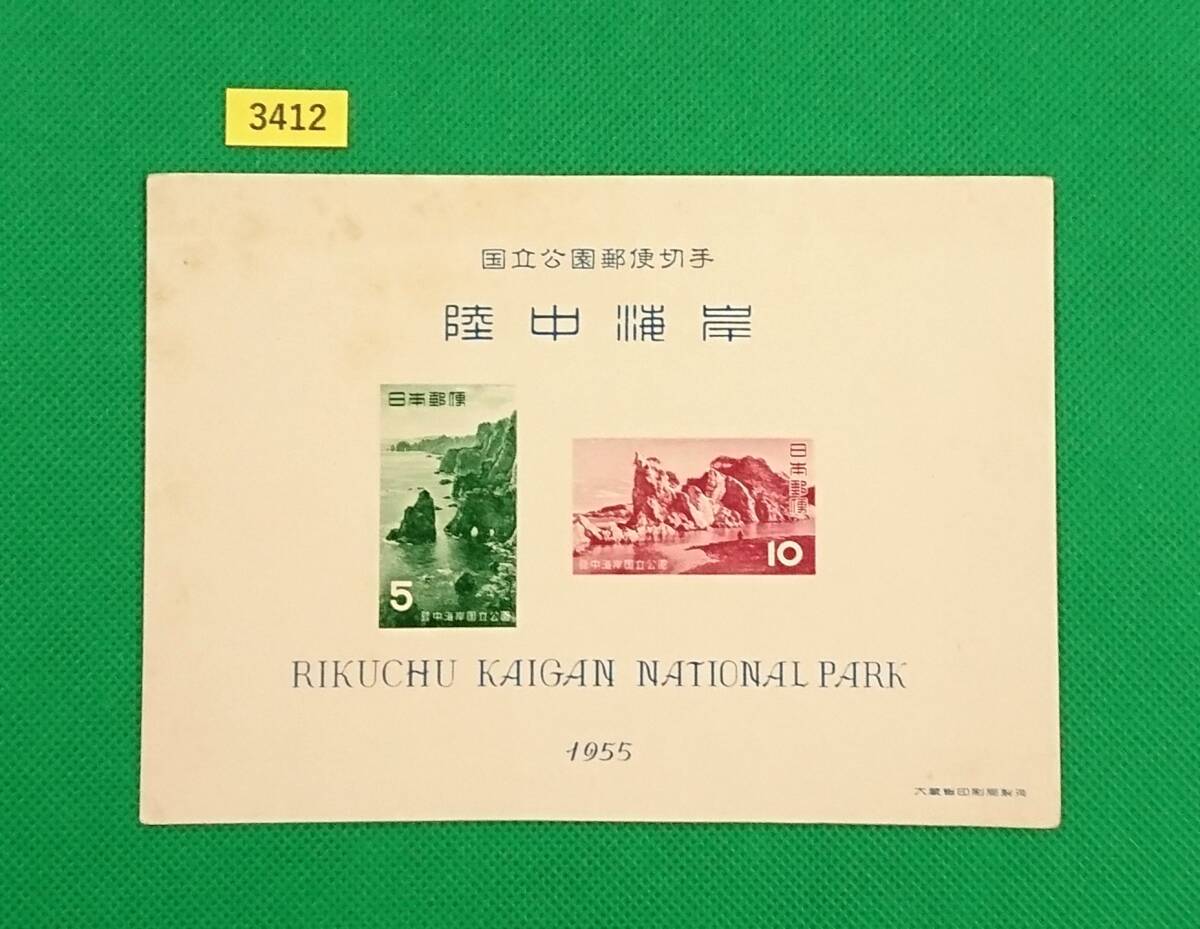 3412
国立公園郵便切手
陸中海岸
日本郵便
5
陸中海岸国立公園
日本郵便
10
陸中海岸国立公園
RIKUCHU KAIGAN NATIONAL PARK
1955
大蔵省印刷局製造